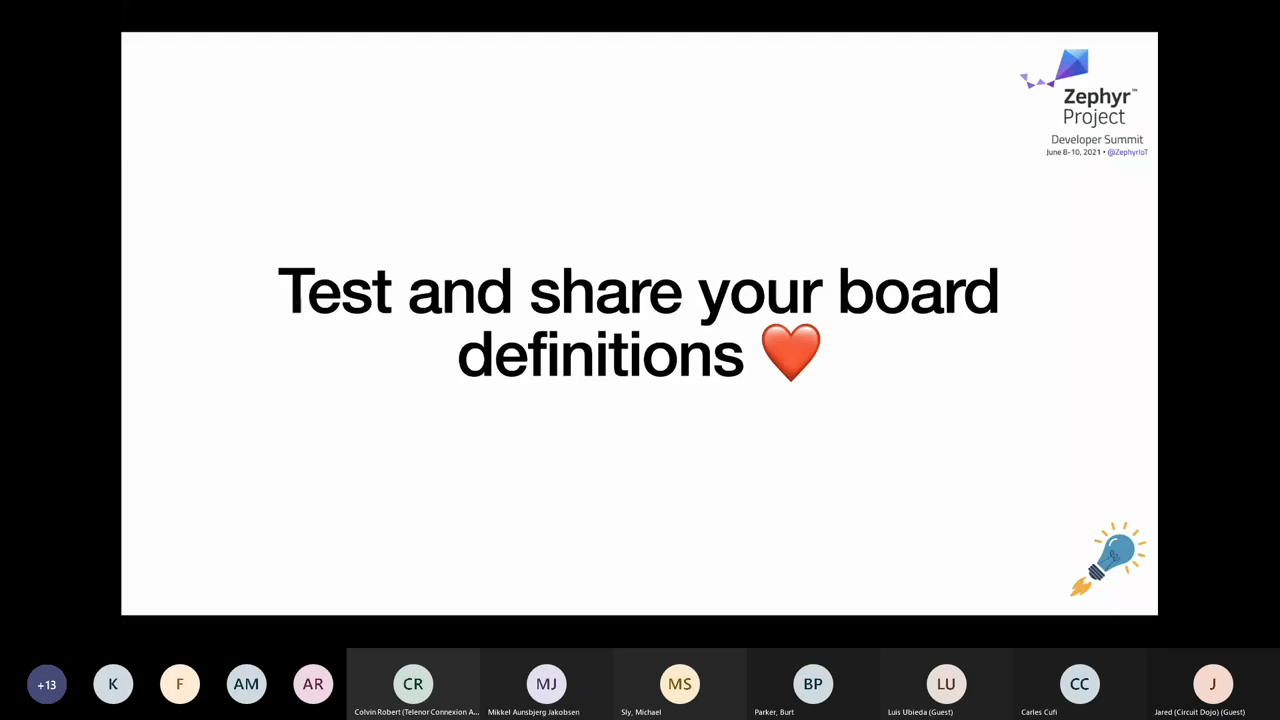 Zephyr™
Project
Developer Summit
June 8-10, 2021 • @ZephyrIoT
Test and share your board
definitions ❤️
+13
K
F
AM
AR
CR
MJ
MS
BP
LU
CC
J
Colvin Robert (Telenor Connexion A...
Mikkel Aunsbjerg Jakobsen
Sly, Michael
Parker, Burt
Luis Ubieda (Guest)
Carles Cufi
Jared (Circuit Dojo) (Guest)